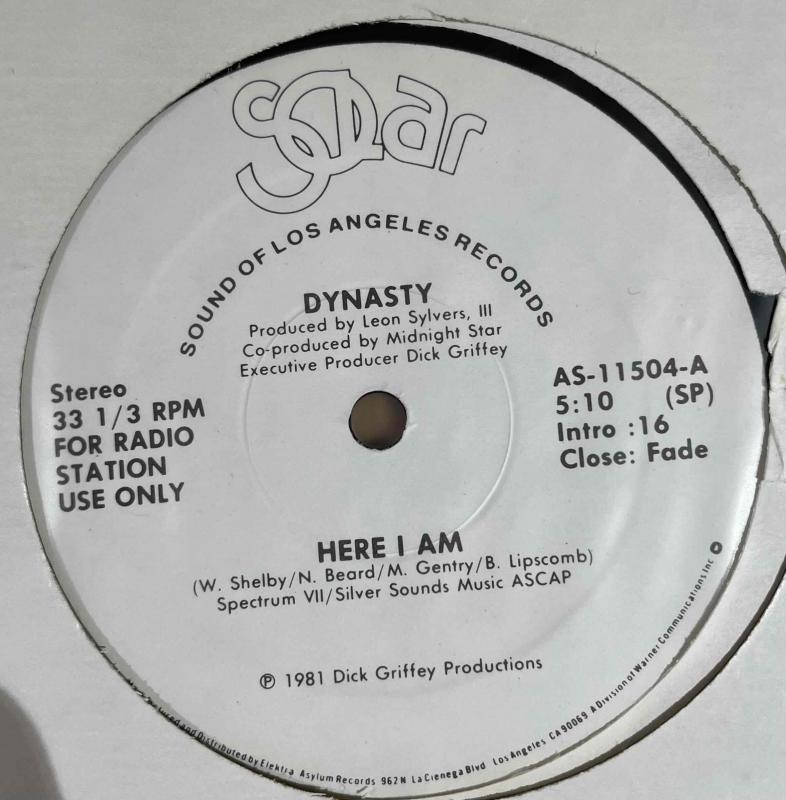 Solar
SOUND OF LOS ANGELES RECORDS
DYNASTY
Produced by Leon Sylvers, III
Co-produced by Midnight Star
Executive Producer Dick Griffey
Stereo
33 1/3 RPM
FOR RADIO
STATION
USE ONLY
AS-11504-A
5:10 (SP)
Intro :16
Close: Fade
HERE I AM
(W. Shelby/N. Beard/M. Gentry/B. Lipscomb)
Spectrum VII/Silver Sounds Music ASCAP
℗ 1981 Dick Griffey Productions
and Distributed by Elektra Asylum Records 962 N La Cienega Blvd Los Angeles CA 90069 A Division of Warner Communications Inc